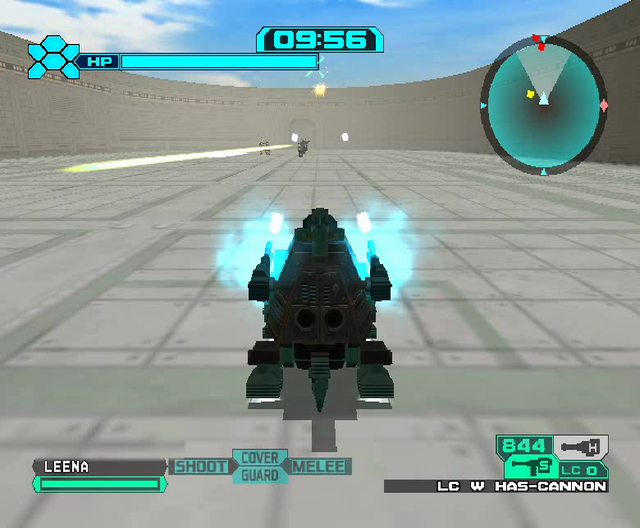 09:56
HP
844
H
S
LC 0
LEENA
SHOOT
COVER
GUARD
MELEE
LC W HAS-CANNON